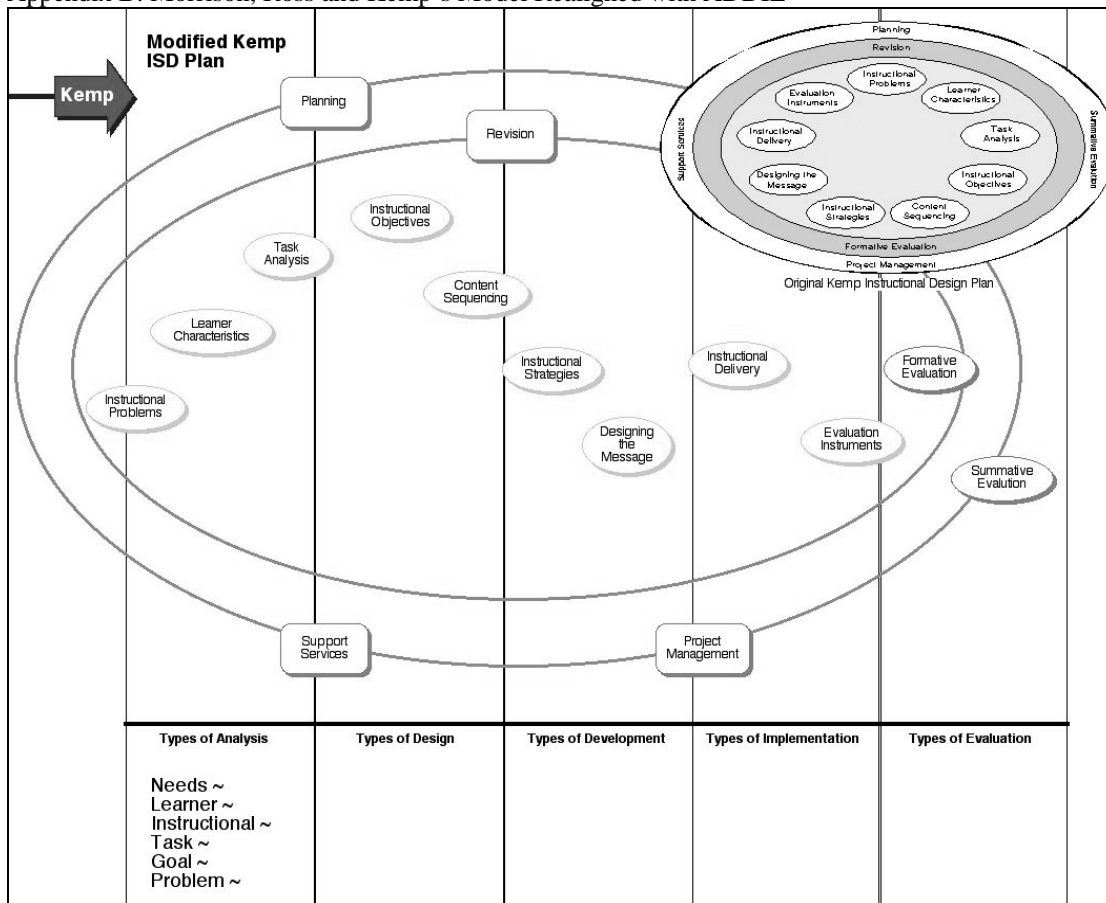 Appendix B: Morrison, Ross and Kemp's Model Realigned with ADDIE
Modified Kemp
ISD Plan
Kemp
Planning
Revision
Instructional
Objectives
Task
Analysis
Content
Sequencing
Learner
Characteristics
Instructional
Problems
Instructional
Strategies
Designing
the
Message
Instructional
Delivery
Evaluation
Instruments
Formative
Evaluation
Summative
Evalution
Support
Services
Project
Management
Planning
Revision
Instructional
Problems
Evaluation
Instruments
Learner
Characteristics
Instructional
Delivery
Task
Analysis
Designing the
Message
Instructional
Objectives
Instructional
Strategies
Content
Sequencing
Formative Evaluation
Project Management
Support Services
Summative Evaluation
Original Kemp Instructional Design Plan
Types of Analysis
Types of Design
Types of Development
Types of Implementation
Types of Evaluation
Needs ~
Learner ~
Instructional ~
Task ~
Goal ~
Problem ~